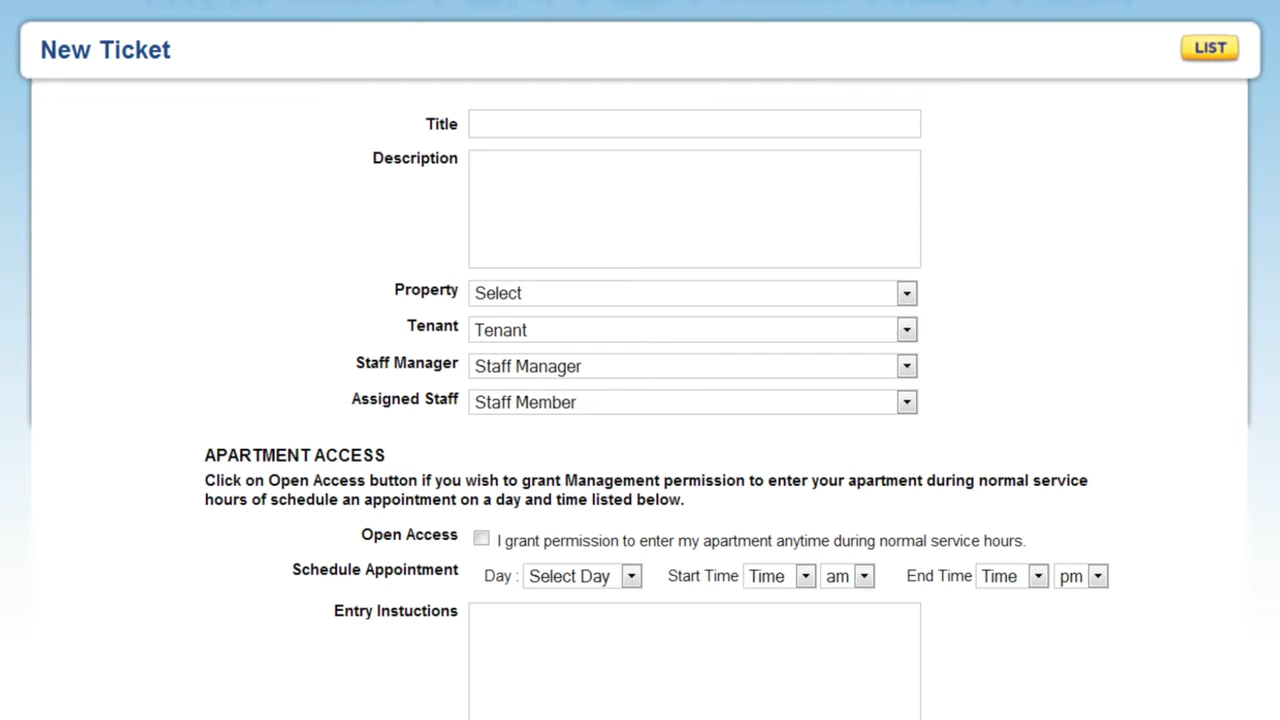 New Ticket
LIST
Title
Description
Property Select
Tenant Tenant
Staff Manager Staff Manager
Assigned Staff Staff Member
APARTMENT ACCESS
Click on Open Access button if you wish to grant Management permission to enter your apartment during normal service
hours of schedule an appointment on a day and time listed below.
Open Access I grant permission to enter my apartment anytime during normal service hours.
Schedule Appointment Day : Select Day Start Time Time am End Time Time pm
Entry Instuctions